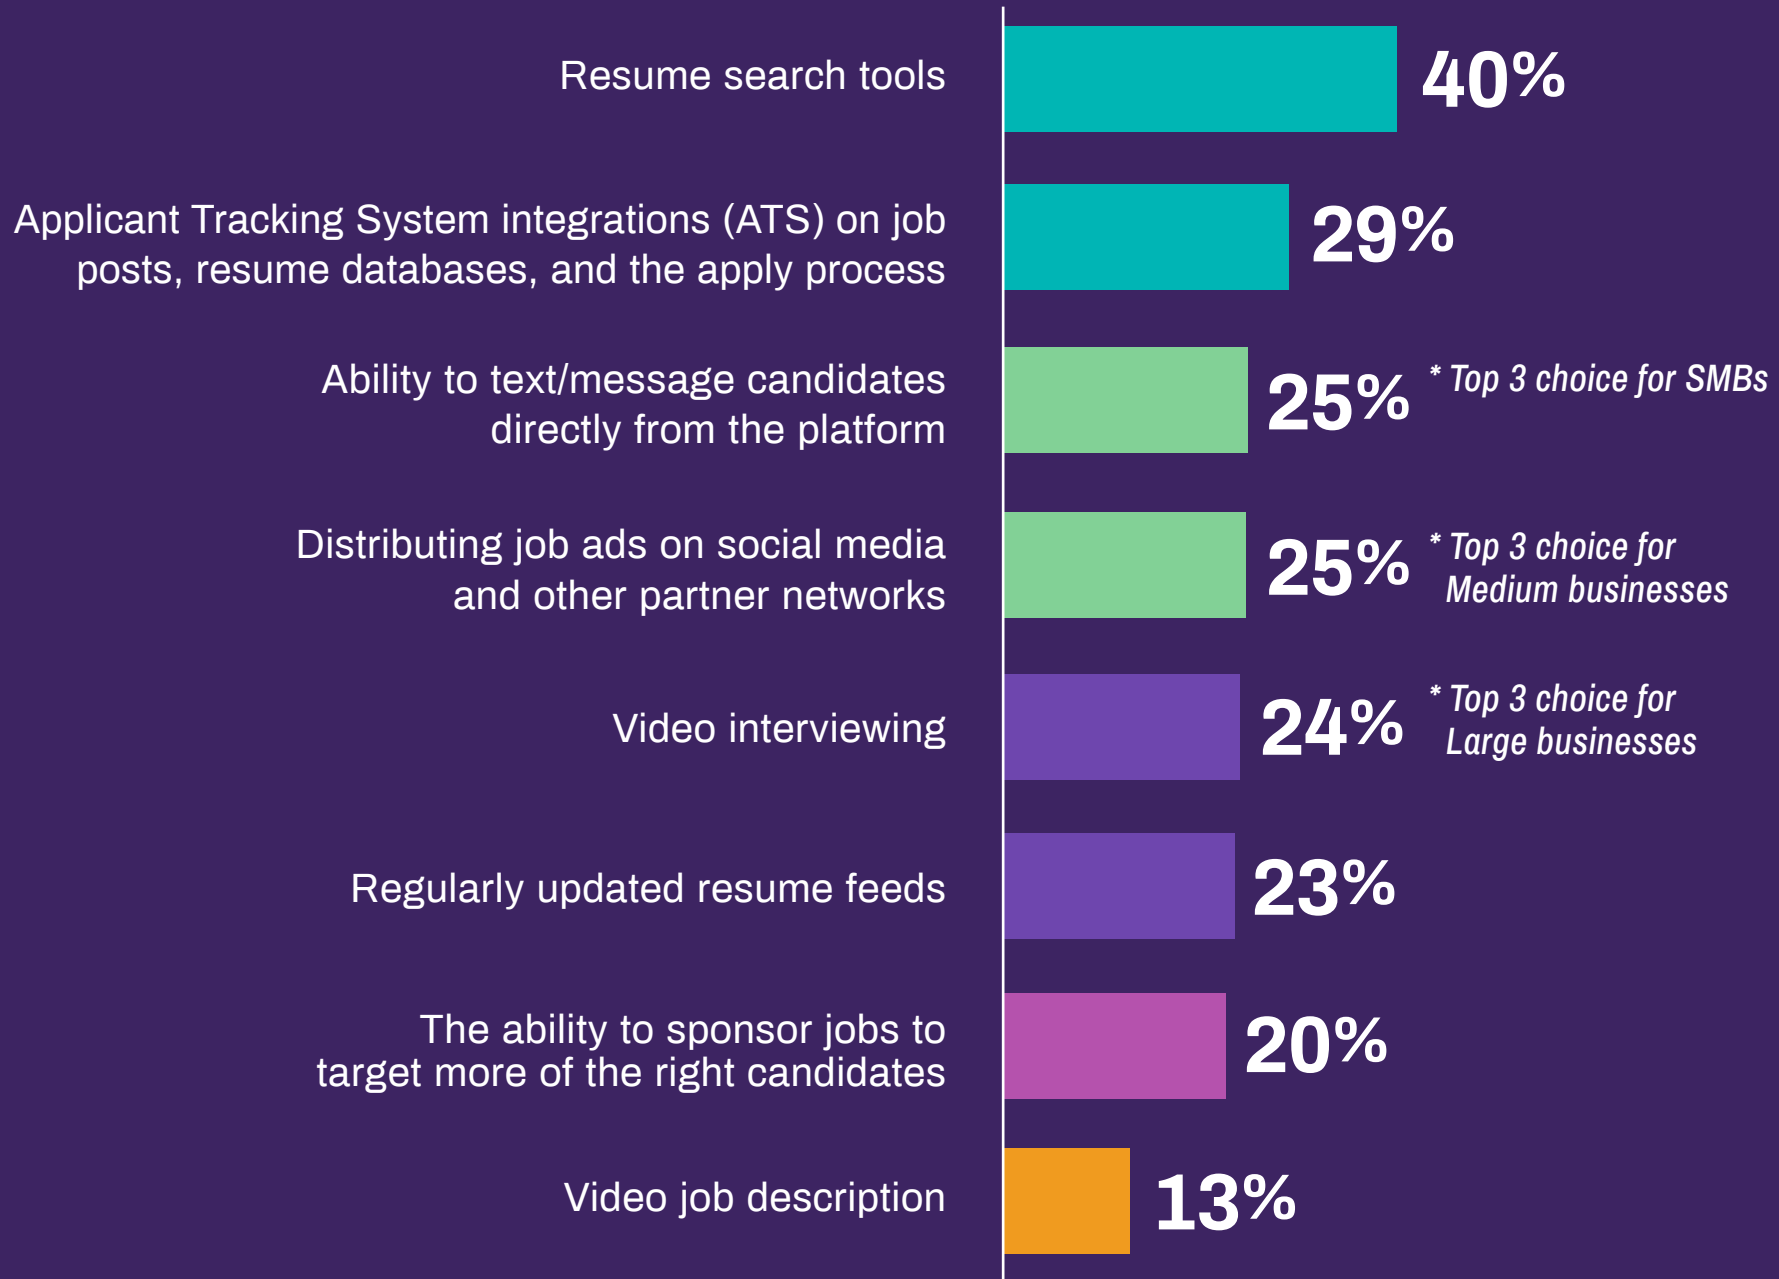 Resume search tools
40%
Applicant Tracking System integrations (ATS) on job
posts, resume databases, and the apply process
29%
Ability to text/message candidates
directly from the platform
25%
* Top 3 choice for SMBs
Distributing job ads on social media
and other partner networks
25%
* Top 3 choice for
Medium businesses
Video interviewing
24%
* Top 3 choice for
Large businesses
Regularly updated resume feeds
23%
The ability to sponsor jobs to
target more of the right candidates
20%
Video job description
13%